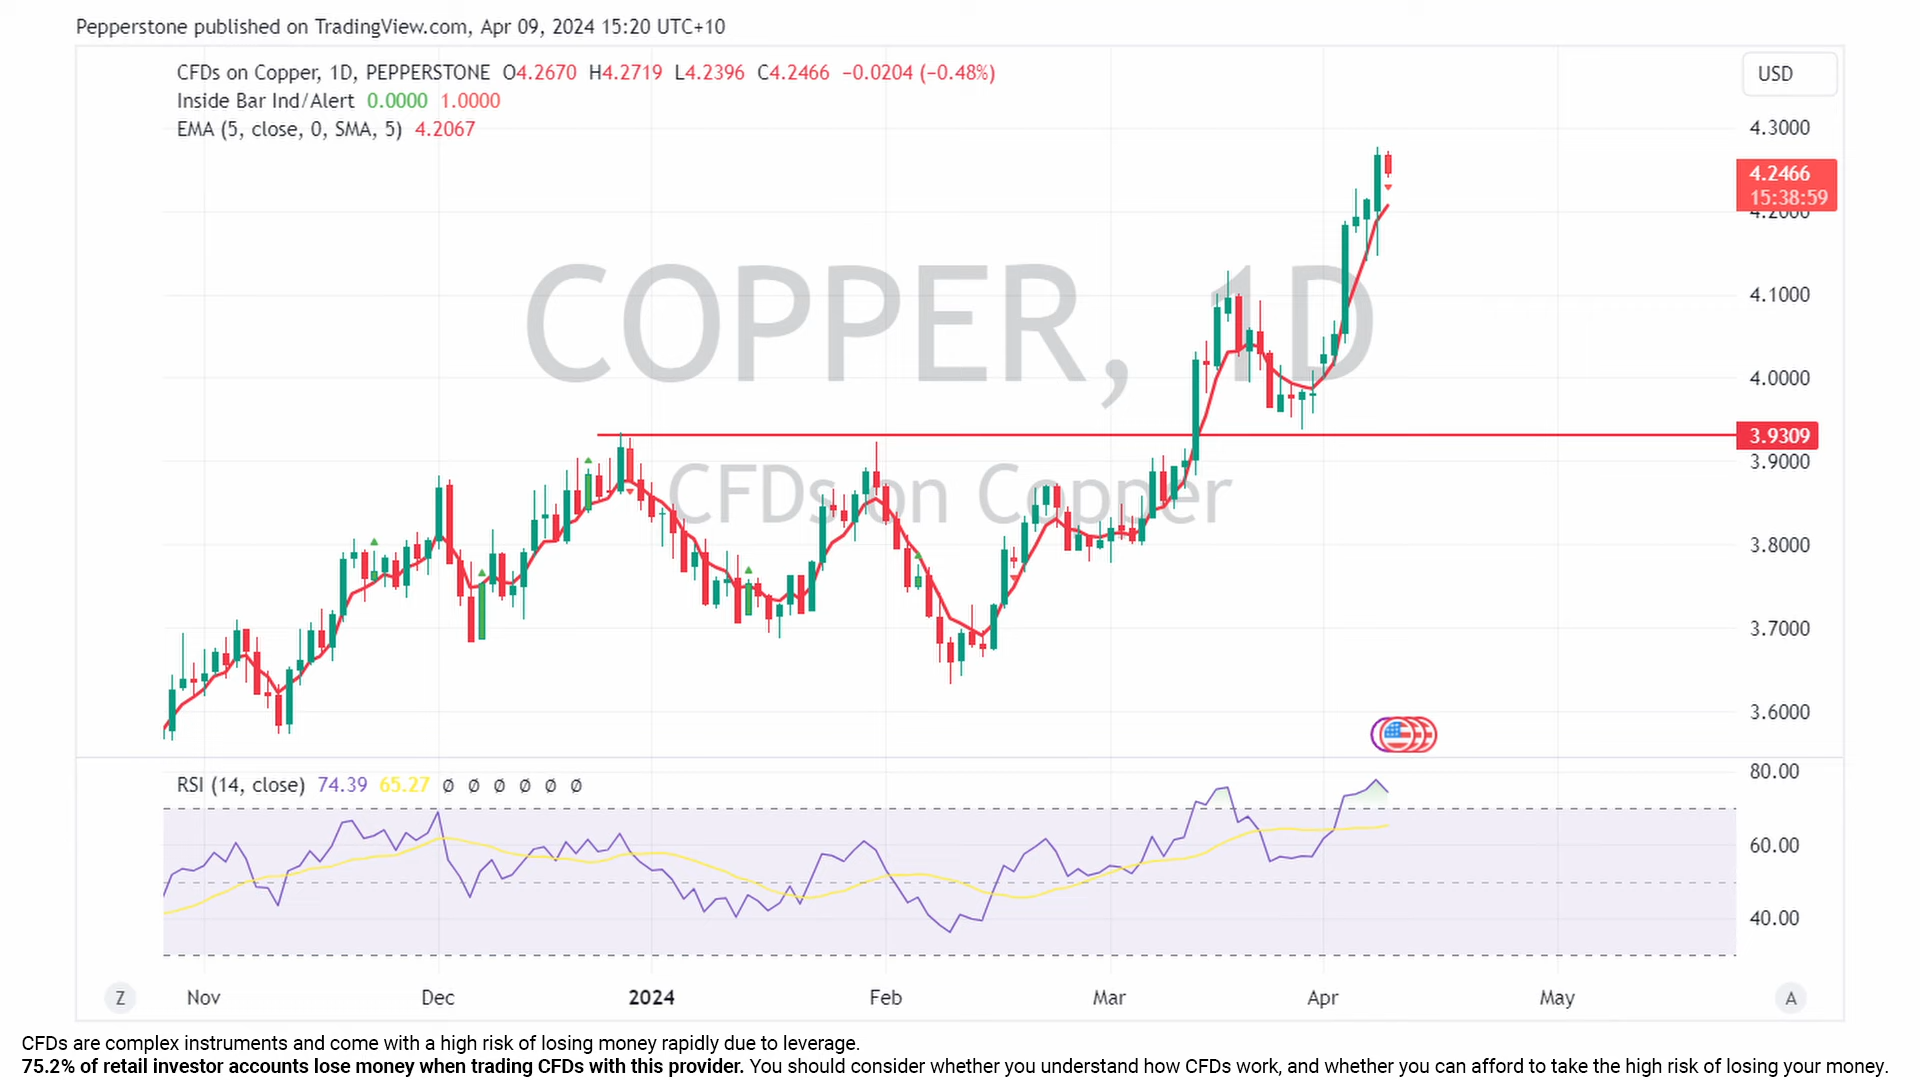 Pepperstone published on TradingView.com, Apr 09, 2024 15:20 UTC+10
CFDs on Copper, 1D, PEPPERSTONE O4.2670 H4.2719 L4.2396 C4.2466 −0.0204 (−0.48%)
USD
Inside Bar Ind/Alert 0.0000 1.0000
EMA (5, close, 0, SMA, 5) 4.2067
4.3000
4.2466
15:38:59
4.2000
4.1000
COPPER, 1D
4.0000
3.9309
3.9000
CFDs on Copper
3.8000
3.7000
3.6000
RSI (14, close) 74.39 65.27 Ø Ø Ø Ø Ø Ø
80.00
60.00
40.00
Z Nov Dec 2024 Feb Mar Apr May A
CFDs are complex instruments and come with a high risk of losing money rapidly due to leverage.
75.2% of retail investor accounts lose money when trading CFDs with this provider. You should consider whether you understand how CFDs work, and whether you can afford to take the high risk of losing your money.